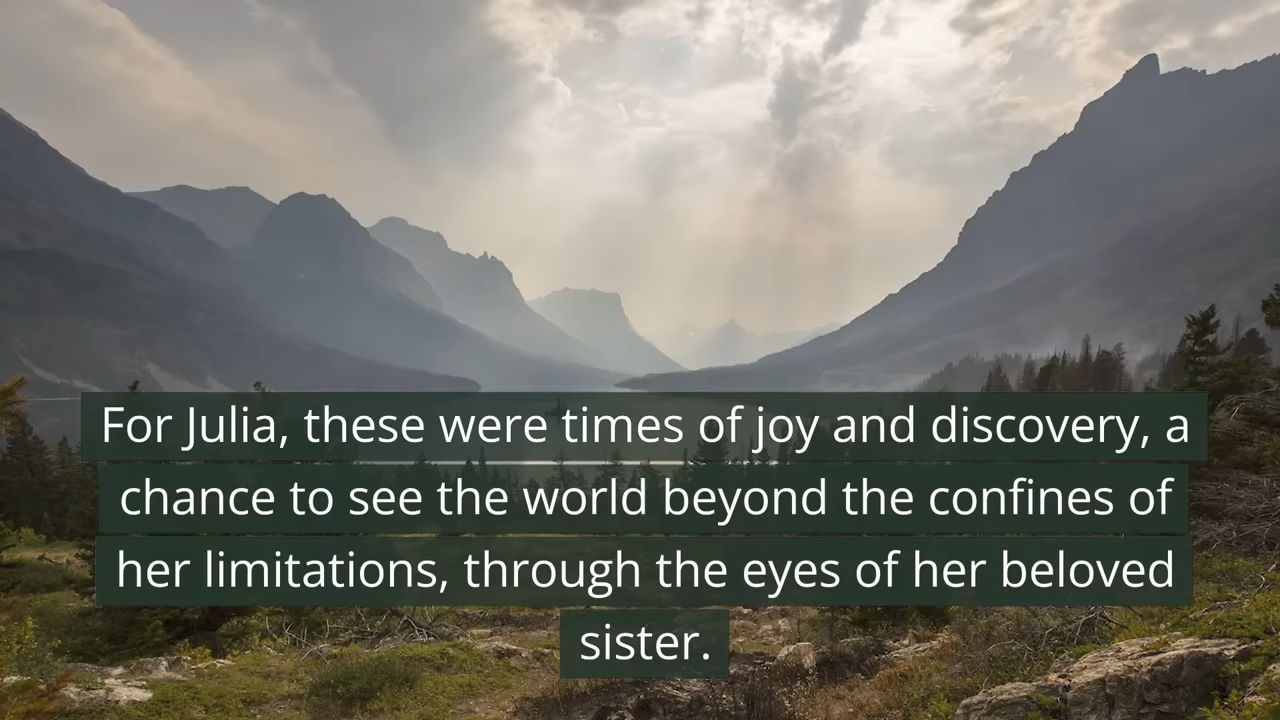 For Julia, these were times of joy and discovery, a
chance to see the world beyond the confines of
her limitations, through the eyes of her beloved
sister.